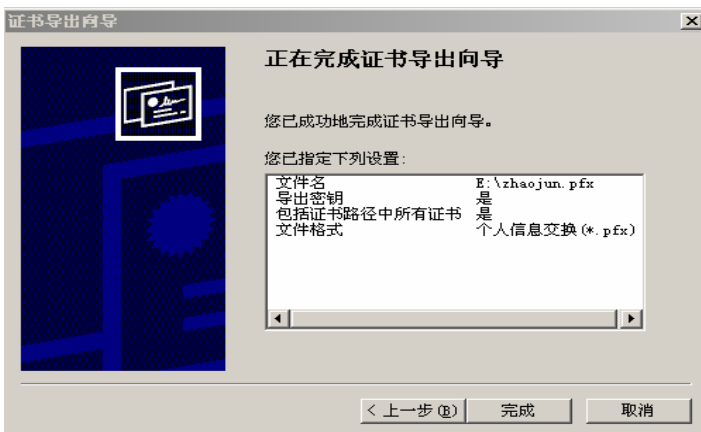 证书导出向导
正在完成证书导出向导
您已成功地完成证书导出向导。
您已指定下列设置:
文件名 E:\zhaojun.pfx
导出密钥 是
包括证书路径中所有证书 是
文件格式 个人信息交换(*.pfx)
< 上一步(B) 完成 取消